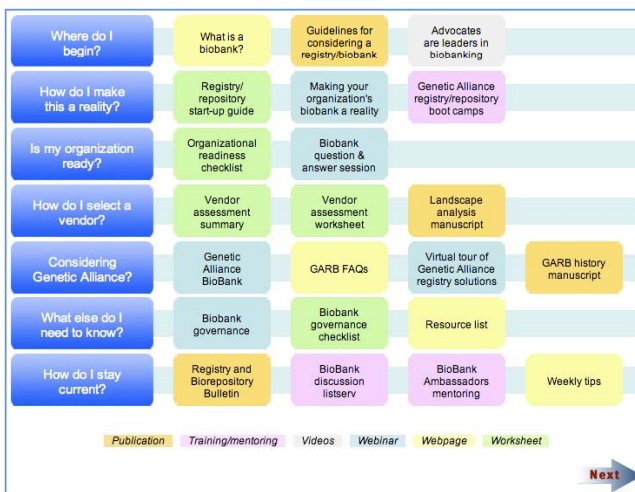 Where do I
begin?
What is a
biobank?
Guidelines for
considering a
registry/biobank
Advocates
are leaders in
biobanking
How do I make
this a reality?
Registry/
repository
start-up guide
Making your
organization's
biobank a reality
Genetic Alliance
registry/repository
boot camps
Is my organization
ready?
Organizational
readiness
checklist
Biobank
question &
answer session
How do I select a
vendor?
Vendor
assessment
summary
Vendor
assessment
worksheet
Landscape
analysis
manuscript
Considering
Genetic Alliance?
Genetic
Alliance
BioBank
GARB FAQs
Virtual tour of
Genetic Alliance
registry solutions
GARB history
manuscript
What else do I
need to know?
Biobank
governance
Biobank
governance
checklist
Resource list
How do I stay
current?
Registry and
Biorepository
Bulletin
BioBank
discussion
listserv
BioBank
Ambassadors
mentoring
Weekly tips
Publication
Training/mentoring
Videos
Webinar
Webpage
Worksheet
Next